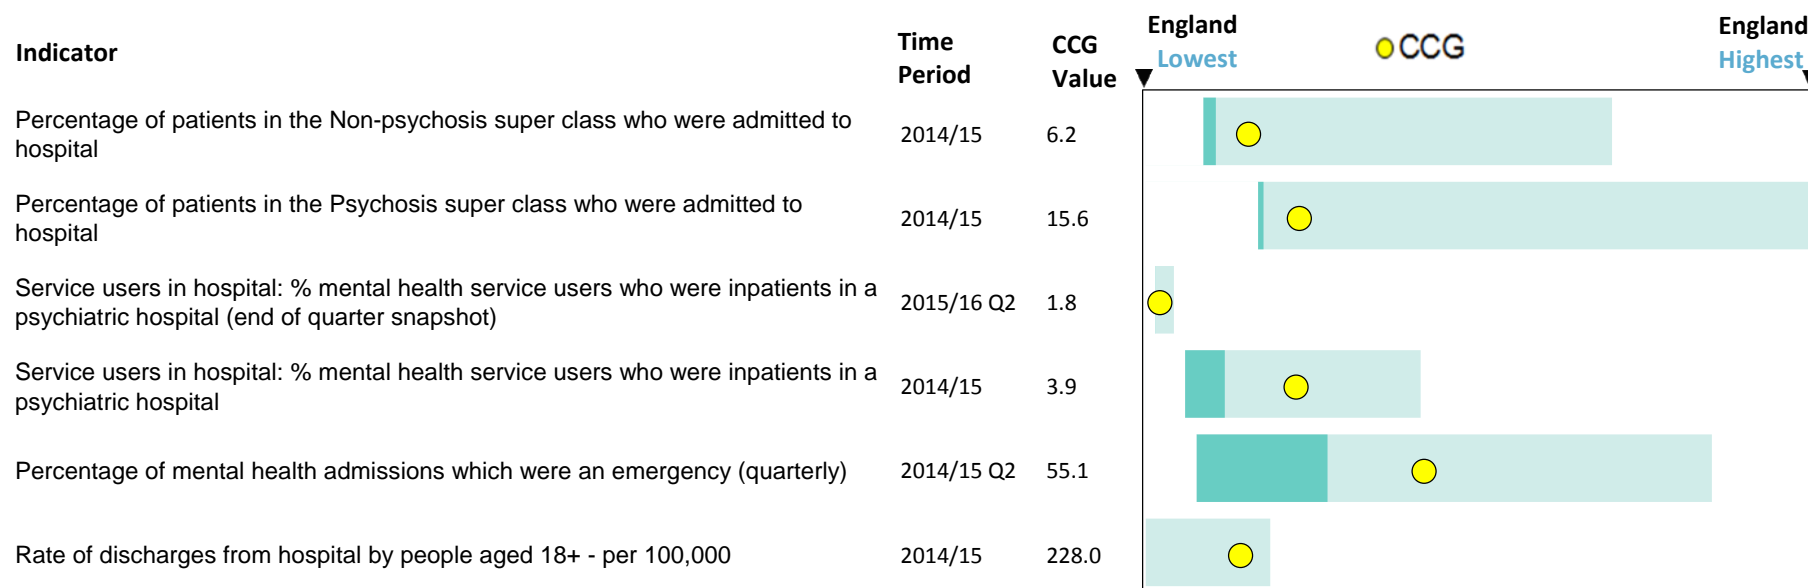 Indicator
Time
Period
CCG
Value
England
Lowest
CCG
England
Highest
Percentage of patients in the Non-psychosis super class who were admitted to
hospital
2014/15
6.2
Percentage of patients in the Psychosis super class who were admitted to
hospital
2014/15
15.6
Service users in hospital: % mental health service users who were inpatients in a
psychiatric hospital (end of quarter snapshot)
2015/16 Q2
1.8
Service users in hospital: % mental health service users who were inpatients in a
psychiatric hospital
2014/15
3.9
Percentage of mental health admissions which were an emergency (quarterly)
2014/15 Q2
55.1
Rate of discharges from hospital by people aged 18+ - per 100,000
2014/15
228.0